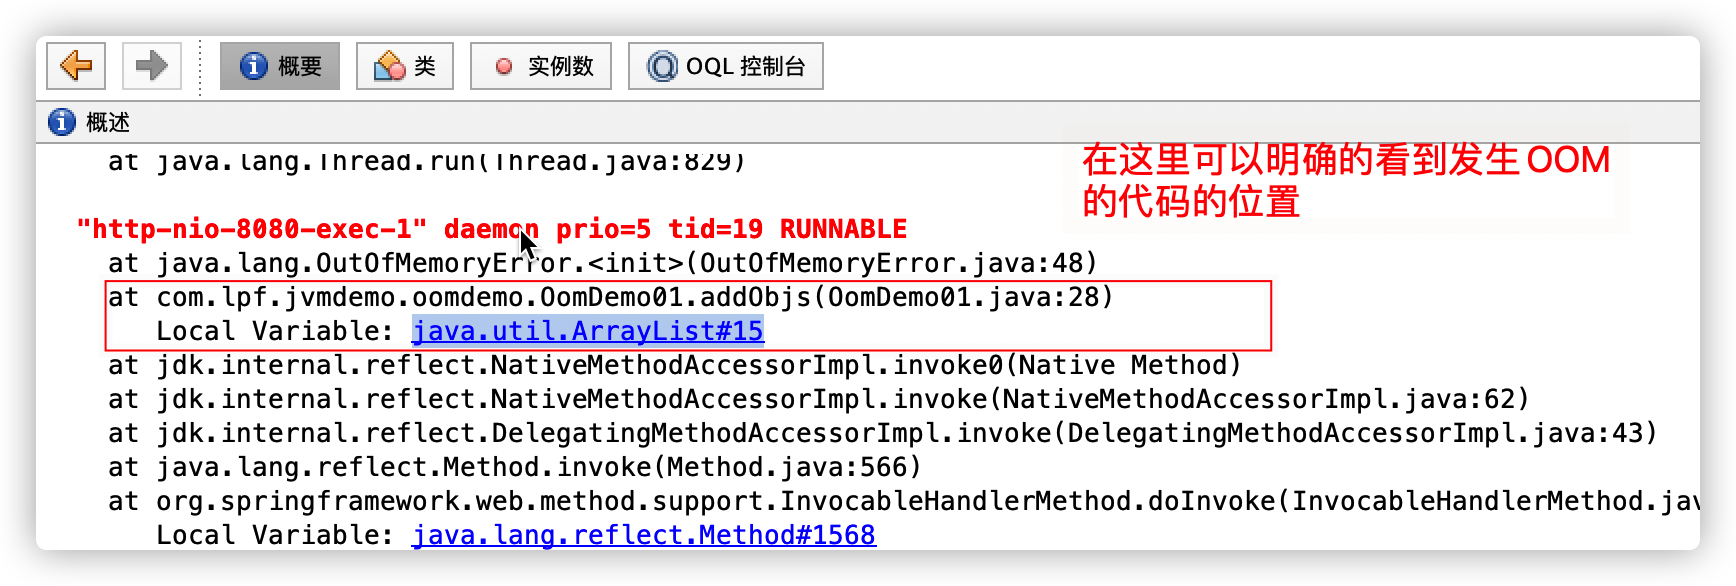 概要 类 实例数 OQL 控制台
概述
at java.lang.Thread.run(Thread.java:829)
在这里可以明确的看到发生OOM
的代码的位置
"http-nio-8080-exec-1" daemon prio=5 tid=19 RUNNABLE
at java.lang.OutOfMemoryError.<init>(OutOfMemoryError.java:48)
at com.lpf.jvmdemo.oomdemo.OomDemo01.addObjs(OomDemo01.java:28)
Local Variable: java.util.ArrayList#15
at jdk.internal.reflect.NativeMethodAccessorImpl.invoke0(Native Method)
at jdk.internal.reflect.NativeMethodAccessorImpl.invoke(NativeMethodAccessorImpl.java:62)
at jdk.internal.reflect.DelegatingMethodAccessorImpl.invoke(DelegatingMethodAccessorImpl.java:43)
at java.lang.reflect.Method.invoke(Method.java:566)
at org.springframework.web.method.support.InvocableHandlerMethod.doInvoke(InvocableHandlerMethod.jav
Local Variable: java.lang.reflect.Method#1568